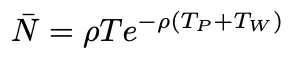 N̄ = ρTe^{−ρ(T_P+T_W)}